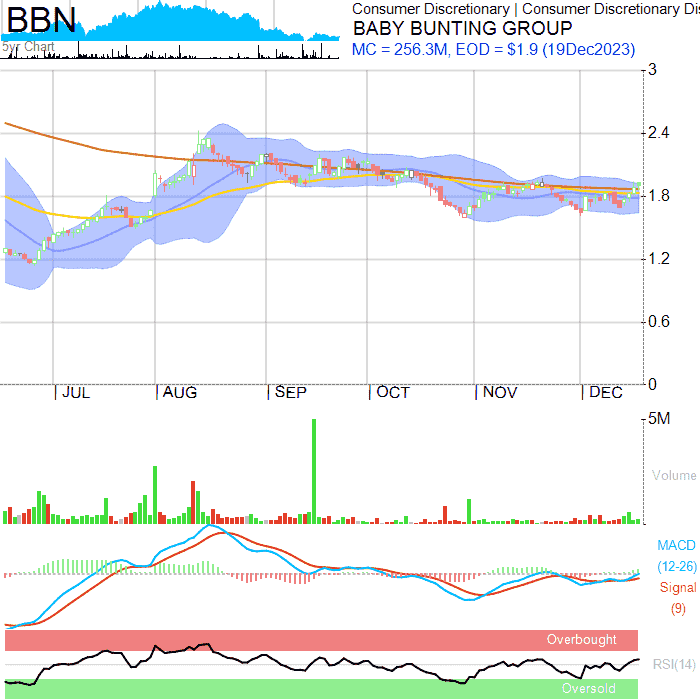 BBN
5yr Chart
Consumer Discretionary | Consumer Discretionary Dis
BABY BUNTING GROUP
MC = 256.3M, EOD = $1.9 (19Dec2023)
3
2.4
1.8
1.2
0.6
0
JUL AUG SEP OCT NOV DEC
5M
Volume
MACD
(12-26)
Signal
(9)
Overbought
RSI(14)
Oversold